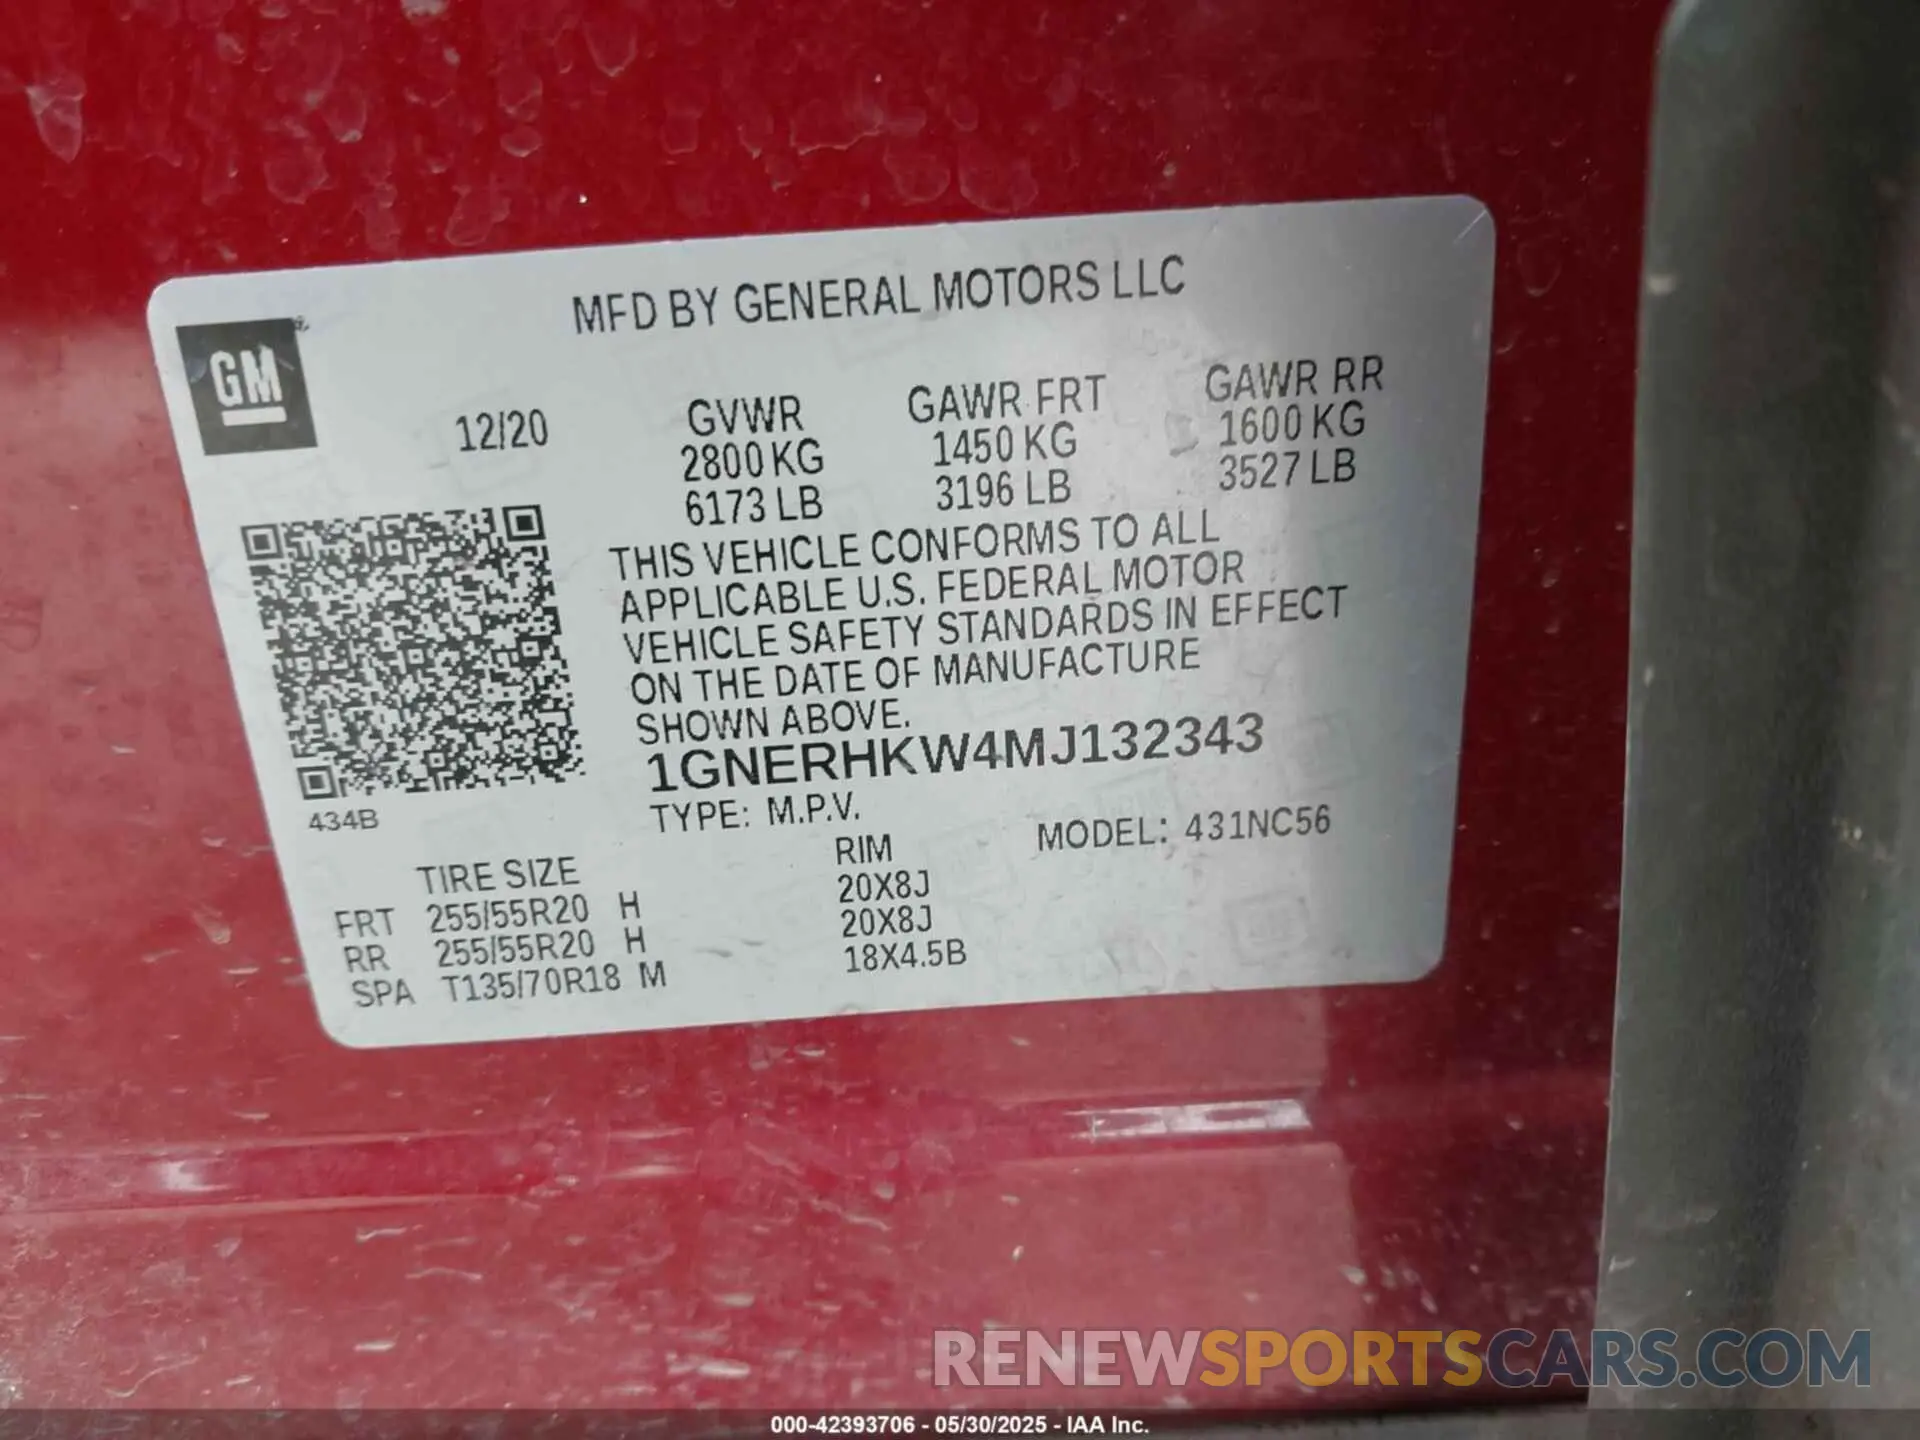 MFD BY GENERAL MOTORS LLC
GM
12/20 GVWR GAWR FRT GAWR RR
2800 KG 1450 KG 1600 KG
6173 LB 3196 LB 3527 LB
THIS VEHICLE CONFORMS TO ALL
APPLICABLE U.S. FEDERAL MOTOR
VEHICLE SAFETY STANDARDS IN EFFECT
ON THE DATE OF MANUFACTURE
SHOWN ABOVE.
1GNERHKW4MJ132343
434B
TYPE: M.P.V. MODEL: 431NC56
TIRE SIZE RIM
FRT 255/55R20 H 20X8J
RR 255/55R20 H 20X8J
SPA T135/70R18 M 18X4.5B
RENEWSPORTSCARS.COM
000-42393706 - 05/30/2025 - IAA Inc.